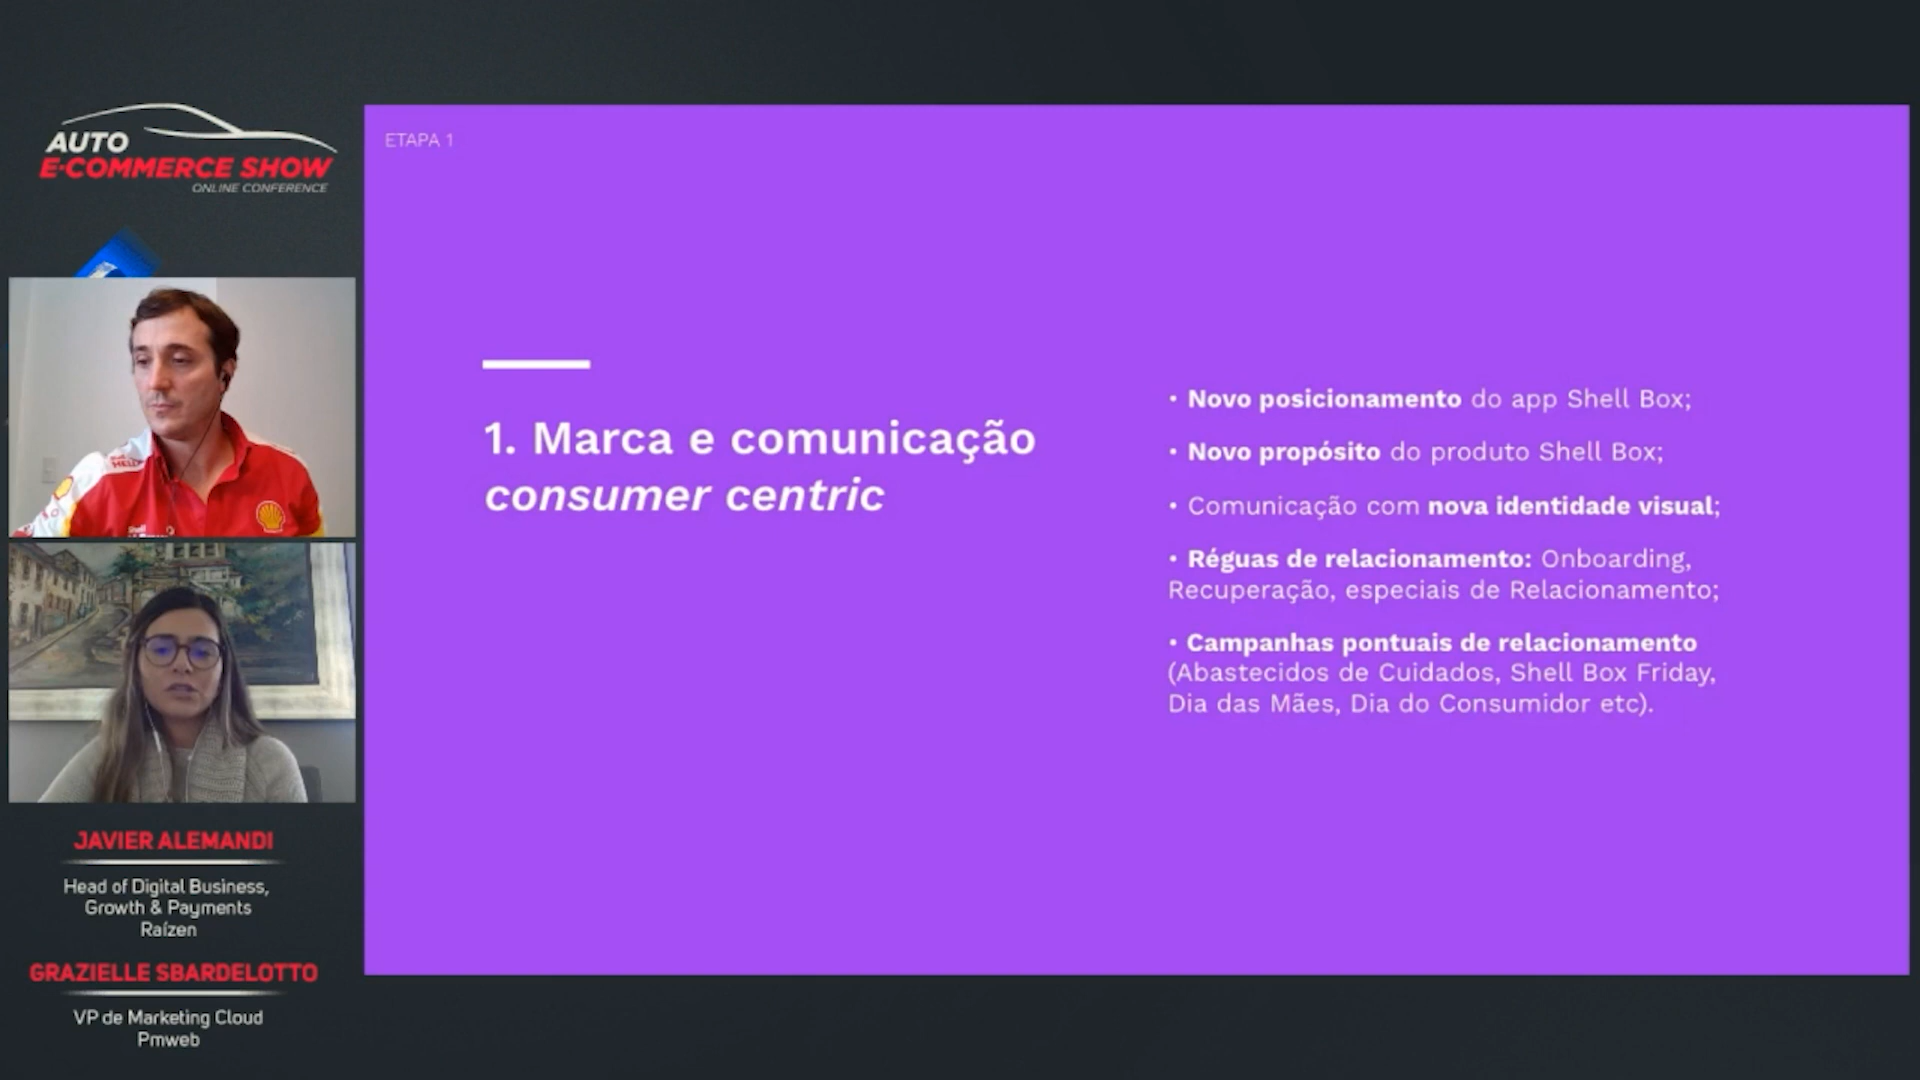 AUTO
E-COMMERCE SHOW
ONLINE CONFERENCE
ETAPA 1
1. Marca e comunicação
consumer centric
• Novo posicionamento do app Shell Box;
• Novo propósito do produto Shell Box;
• Comunicação com nova identidade visual;
• Réguas de relacionamento: Onboarding,
Recuperação, especiais de Relacionamento;
• Campanhas pontuais de relacionamento
(Abastecidos de Cuidados, Shell Box Friday,
Dia das Mães, Dia do Consumidor etc).
JAVIER ALEMANDI
Head of Digital Business,
Growth & Payments
Raízen
GRAZIELLE SBARDELOTTO
VP de Marketing Cloud
Pmweb